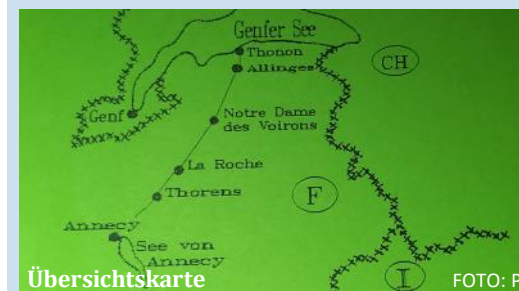 Genfer See
Thonon
CH
Allinges
Genf
Notre Dame
des Voirons
La Roche
Thorens
F
Annecy
See von
Annecy
I
Übersichtskarte
FOTO: P